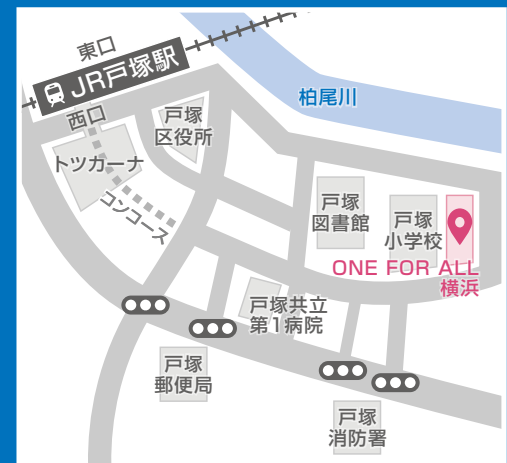 東口
JR戸塚駅
西口
戸塚
区役所
柏尾川
トツカーナ
コンコース
戸塚
図書館
戸塚
小学校
ONE FOR ALL
横浜
戸塚共立
第1病院
戸塚
郵便局
戸塚
消防署